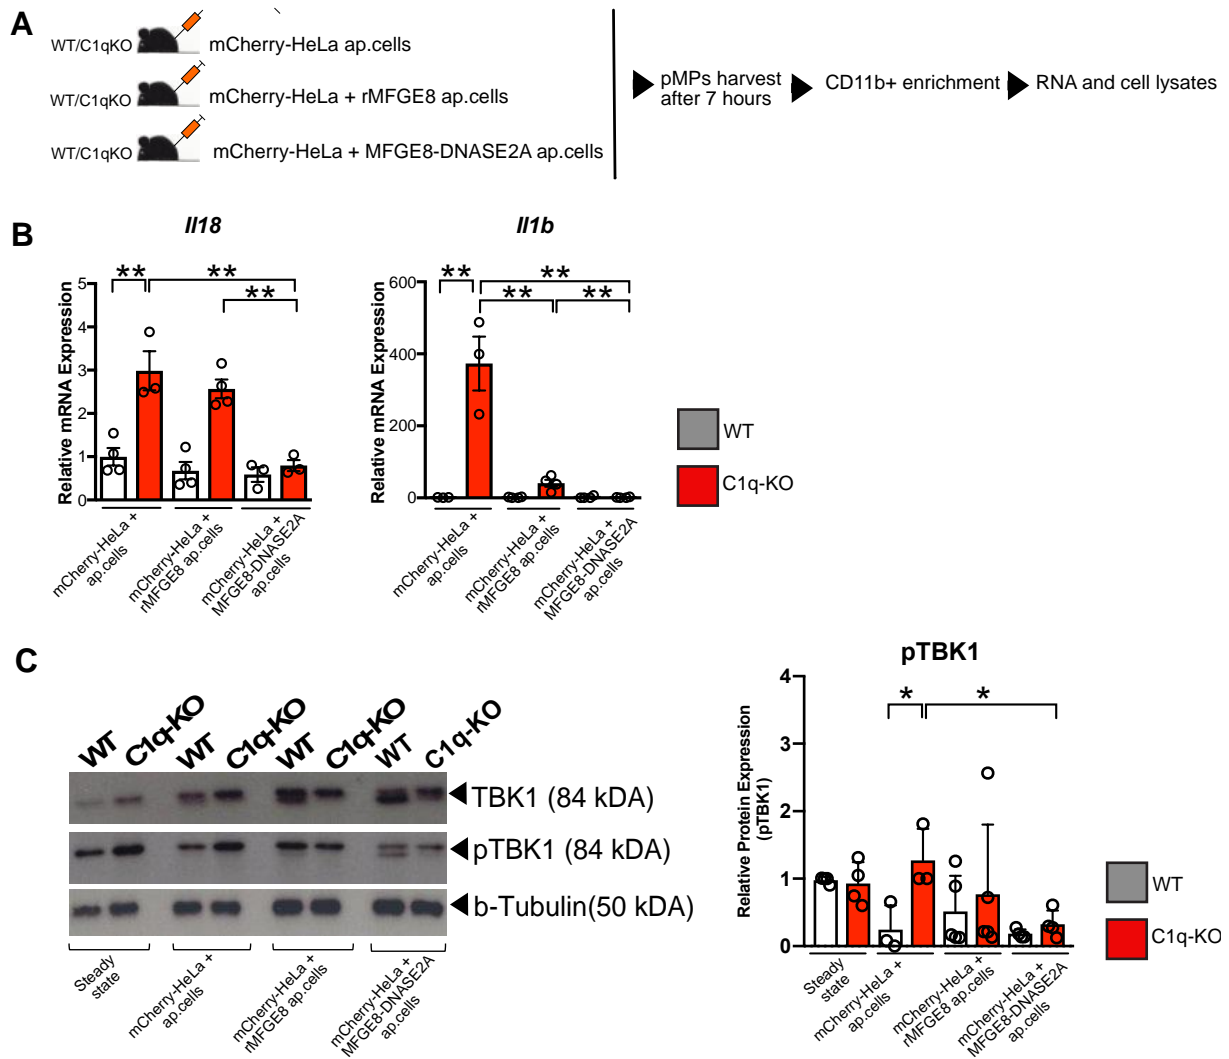 A
WT/C1qKO
mCherry-HeLa ap.cells
WT/C1qKO
mCherry-HeLa + rMFGE8 ap.cells
WT/C1qKO
mCherry-HeLa + MFGE8-DNASE2A ap.cells
pMPs harvest
after 7 hours
CD11b+ enrichment
RNA and cell lysates
B
Il18
Relative mRNA Expression
5
4
3
2
1
0
**
**
**
mCherry-HeLa +
ap.cells
mCherry-HeLa +
rMFGE8 ap.cells
mCherry-HeLa +
MFGE8-DNASE2A
ap.cells
Il1b
Relative mRNA Expression
600
400
200
0
**
**
**
**
mCherry-HeLa +
ap.cells
mCherry-HeLa +
rMFGE8 ap.cells
mCherry-HeLa +
MFGE8-DNASE2A
ap.cells
WT
C1q-KO
C
WT
C1q-KO
WT
C1q-KO
WT
C1q-KO
WT
C1q-KO
TBK1 (84 kDA)
pTBK1 (84 kDA)
b-Tubulin(50 kDA)
Steady
state
mCherry-HeLa +
ap.cells
mCherry-HeLa +
rMFGE8 ap.cells
mCherry-HeLa +
MFGE8-DNASE2A
ap.cells
pTBK1
Relative Protein Expression
(pTBK1)
4
3
2
1
0
*
*
Steady
state
mCherry-HeLa +
ap.cells
mCherry-HeLa +
rMFGE8 ap.cells
mCherry-HeLa +
MFGE8-DNASE2A
ap.cells
WT
C1q-KO